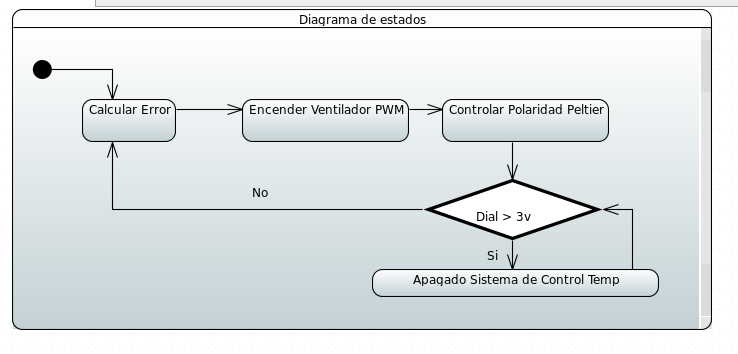 Diagrama de estados
Calcular Error
Encender Ventilador PWM
Controlar Polaridad Peltier
No
Dial > 3v
Si
Apagado Sistema de Control Temp